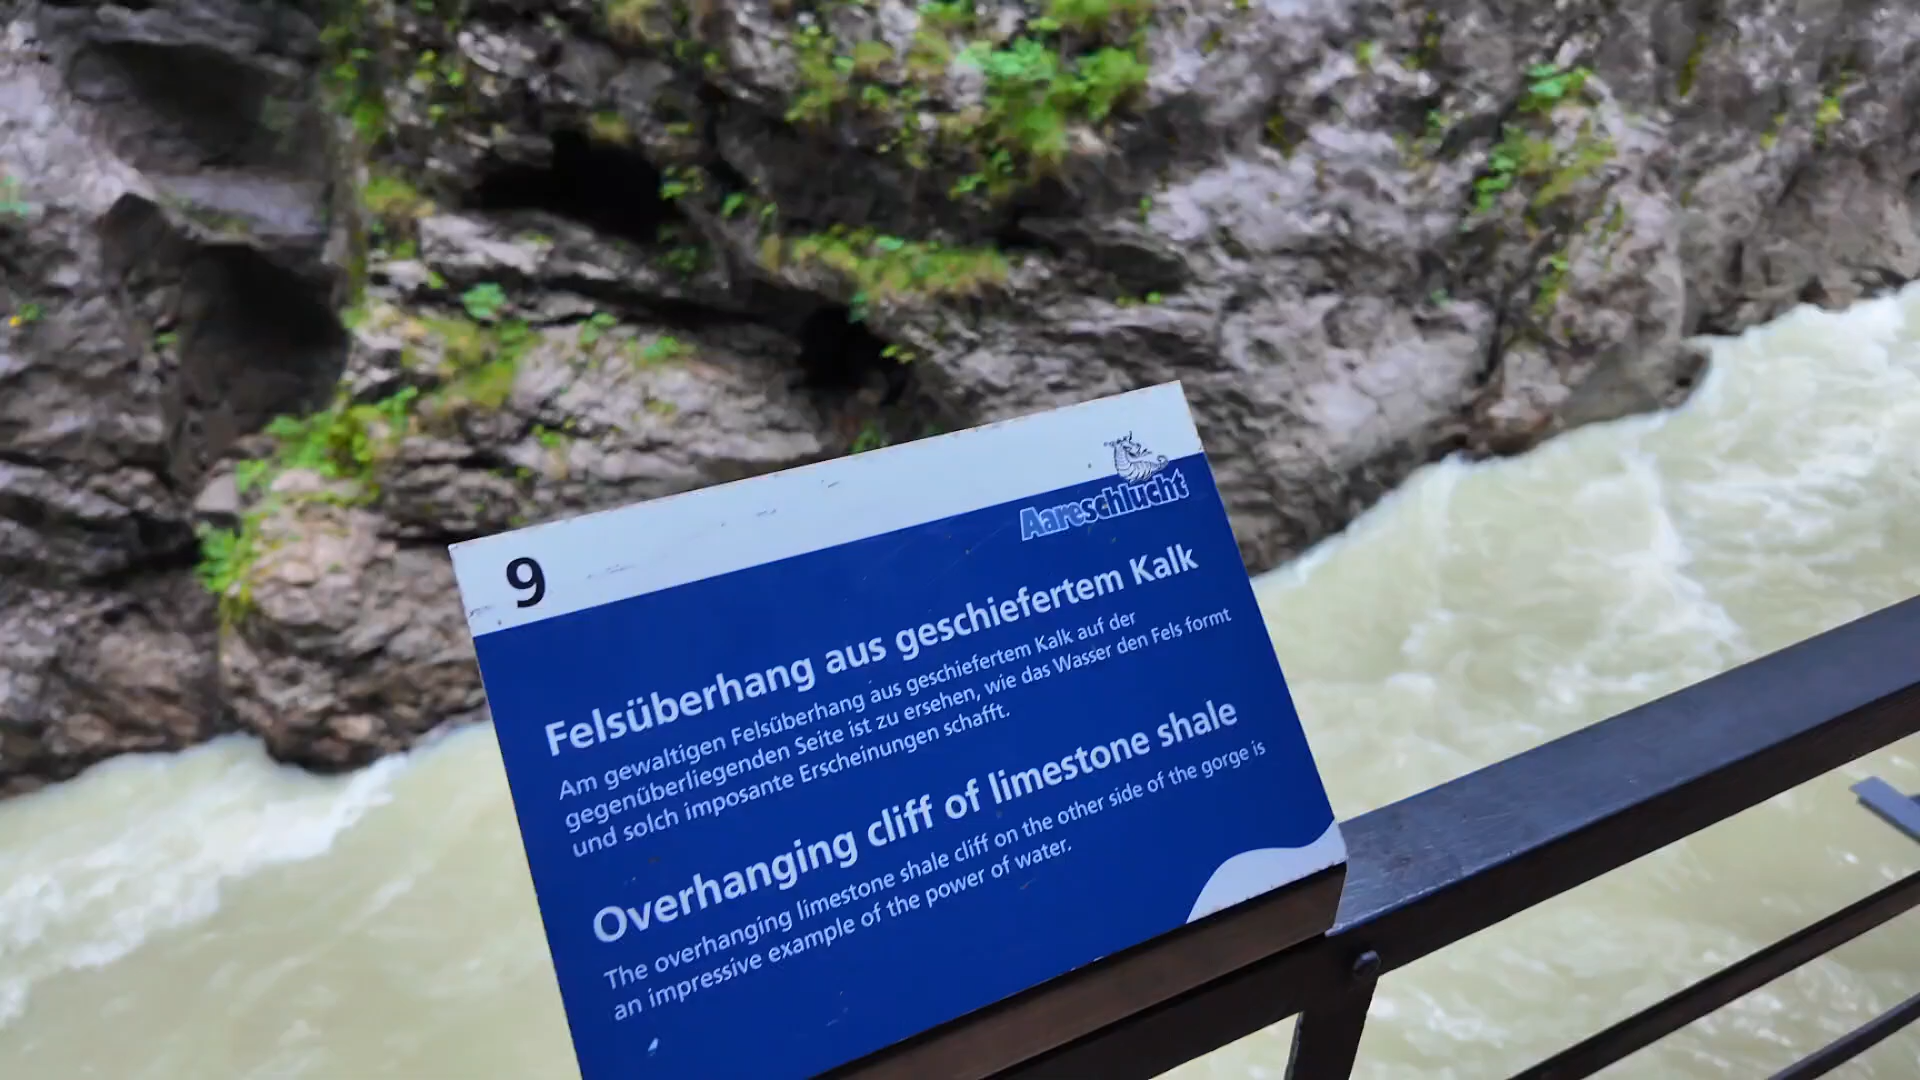 9
Aareschlucht
Felsüberhang aus geschiefertem Kalk
Am gewaltigen Felsüberhang aus geschiefertem Kalk auf der
gegenüberliegenden Seite ist zu ersehen, wie das Wasser den Fels formt
und solch imposante Erscheinungen schafft.
Overhanging cliff of limestone shale
The overhanging limestone shale cliff on the other side of the gorge is
an impressive example of the power of water.